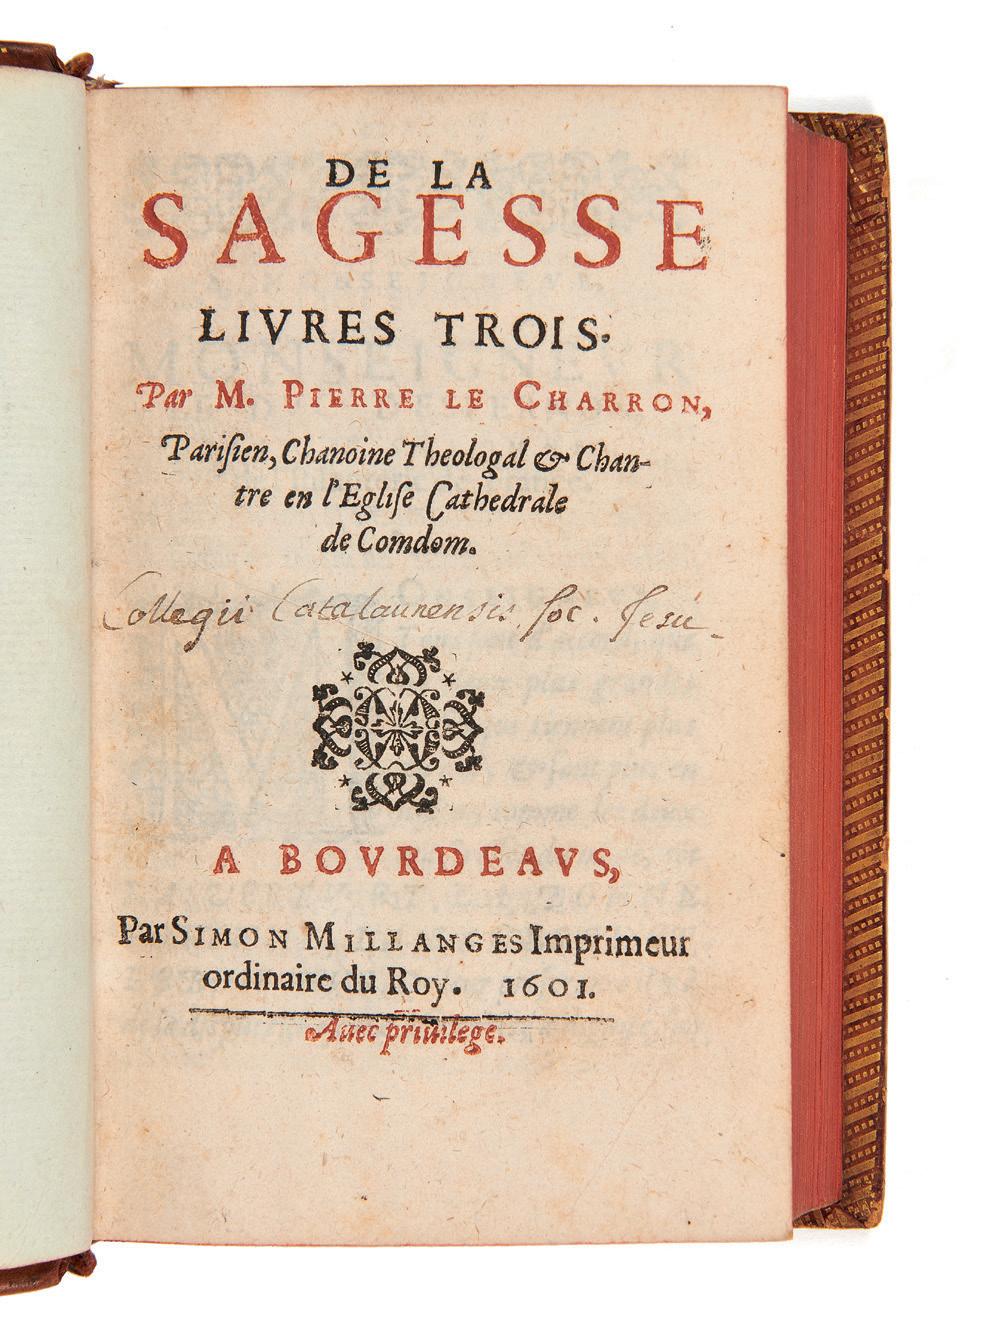 DE LA
SAGESSE
LIVRES TROIS.
Par M. PIERRE LE CHARRON,
Pariſien, Chanoine Theologal & Chan-
tre en l'Egliſe Cathedrale
de Comdom.
Collegii Catalaunensis ſoc. Jesu
A BOVRDEAVS,
Par SIMON MILLANGES Imprimeur
ordinaire du Roy. 1601.
Auec priuilege.